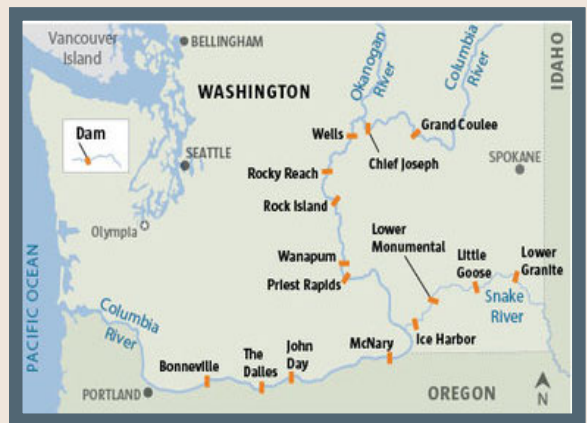 Vancouver
Island
BELLINGHAM
WASHINGTON
Okanogan
River
Columbia
River
IDAHO
Dam
SEATTLE
Wells
Grand Coulee
Chief Joseph
SPOKANE
Rocky Reach
Rock Island
Olympia
Lower
Monumental
Wanapum
Priest Rapids
Little
Goose
Lower
Granite
Snake
River
PACIFIC OCEAN
Columbia
River
Ice Harbor
McNary
John
Day
The
Dalles
Bonneville
PORTLAND
OREGON
N